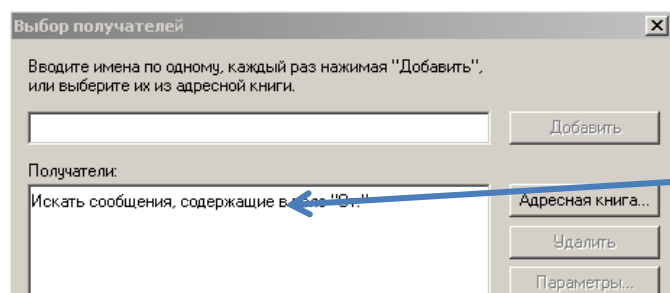 Выбор получателей
Вводите имена по одному, каждый раз нажимая "Добавить",
или выберите их из адресной книги.
Добавить
Получатели:
Искать сообщения, содержащие в "От:"
Адресная книга...
Удалить
Параметры...